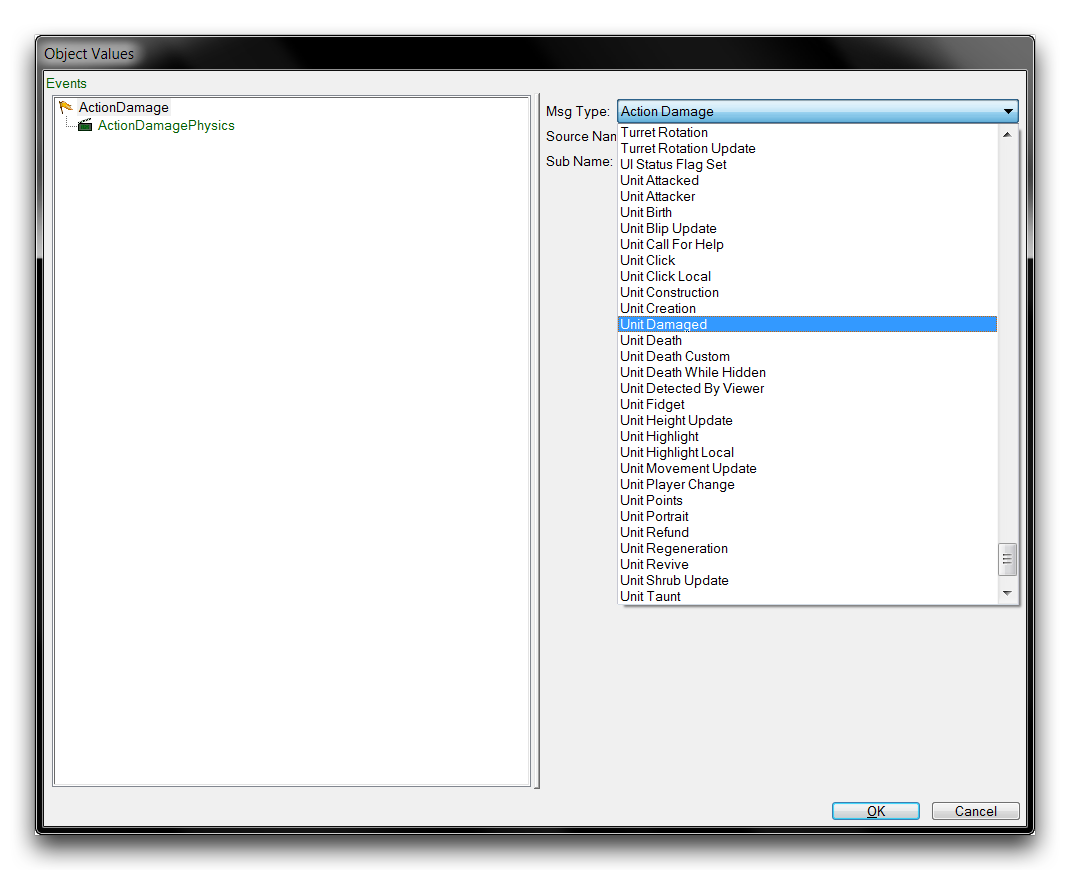 Object Values
Events
ActionDamage
ActionDamagePhysics
Msg Type: Action Damage
Source Nan
Sub Name:
Turret Rotation
Turret Rotation Update
UI Status Flag Set
Unit Attacked
Unit Attacker
Unit Birth
Unit Blip Update
Unit Call For Help
Unit Click
Unit Click Local
Unit Construction
Unit Creation
Unit Damaged
Unit Death
Unit Death Custom
Unit Death While Hidden
Unit Detected By Viewer
Unit Fidget
Unit Height Update
Unit Highlight
Unit Highlight Local
Unit Movement Update
Unit Player Change
Unit Points
Unit Portrait
Unit Refund
Unit Regeneration
Unit Revive
Unit Shrub Update
Unit Taunt
OK Cancel